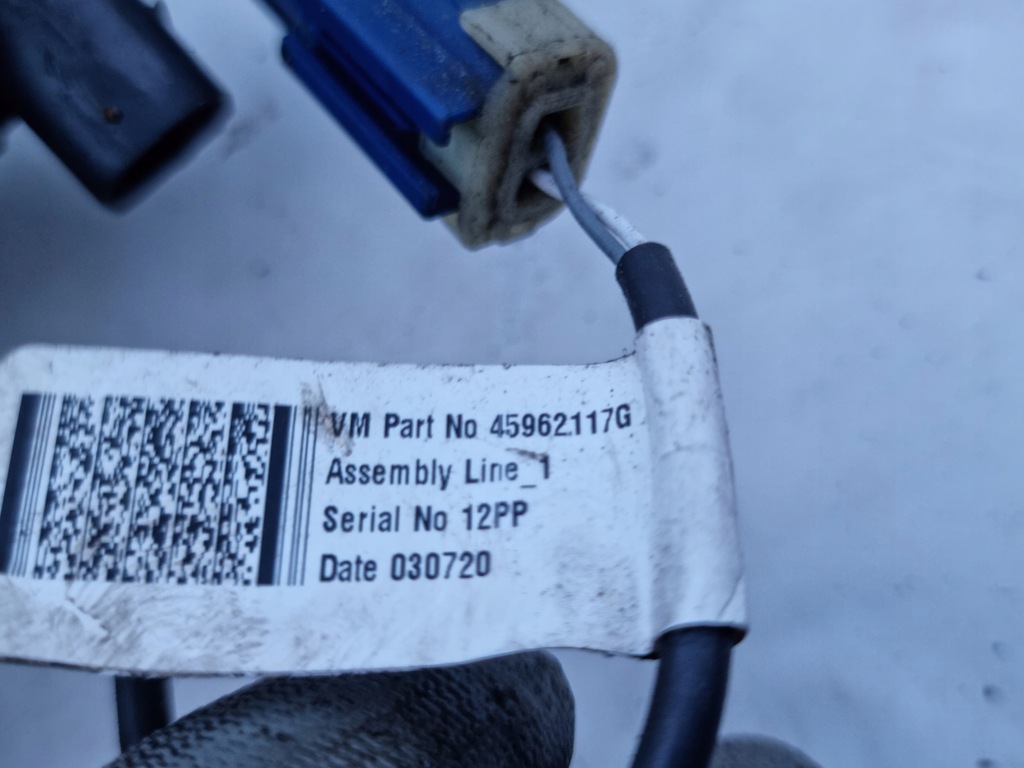 VM Part No 45962117G
Assembly Line_1
Serial No 12PP
Date 030720